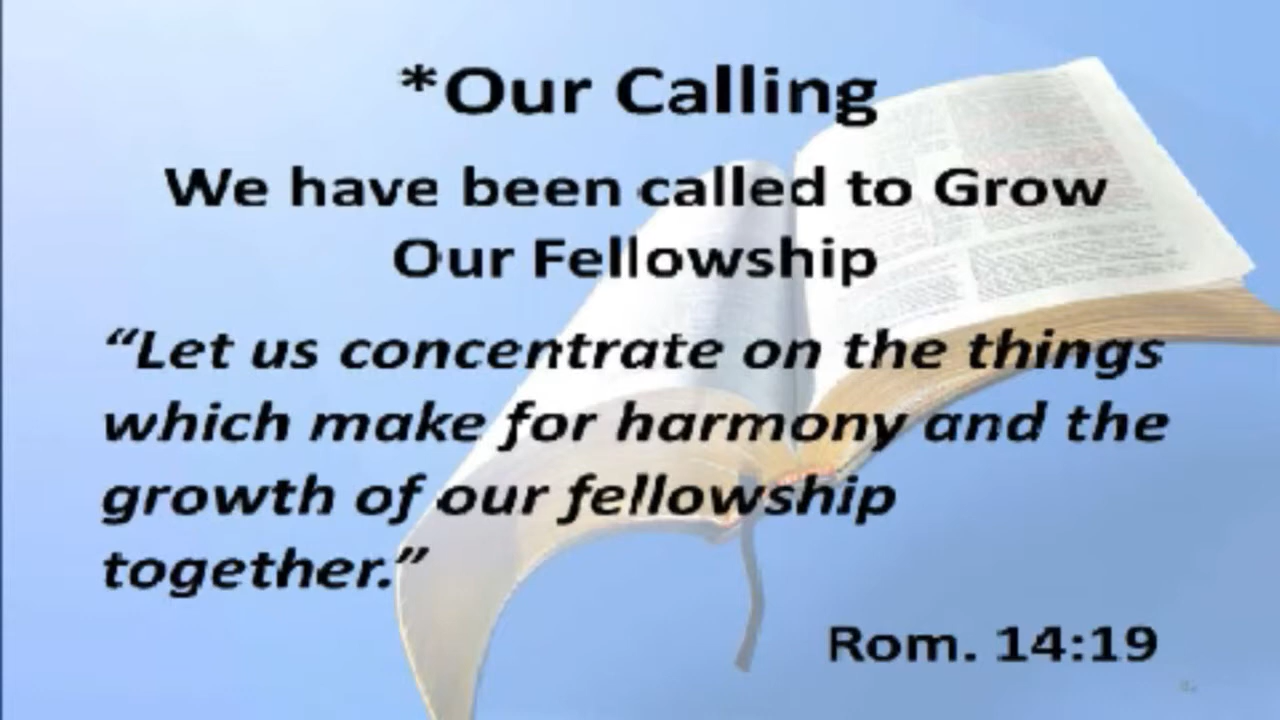 *Our Calling
We have been called to Grow
Our Fellowship
“Let us concentrate on the things
which make for harmony and the
growth of our fellowship
together.”
Rom. 14:19